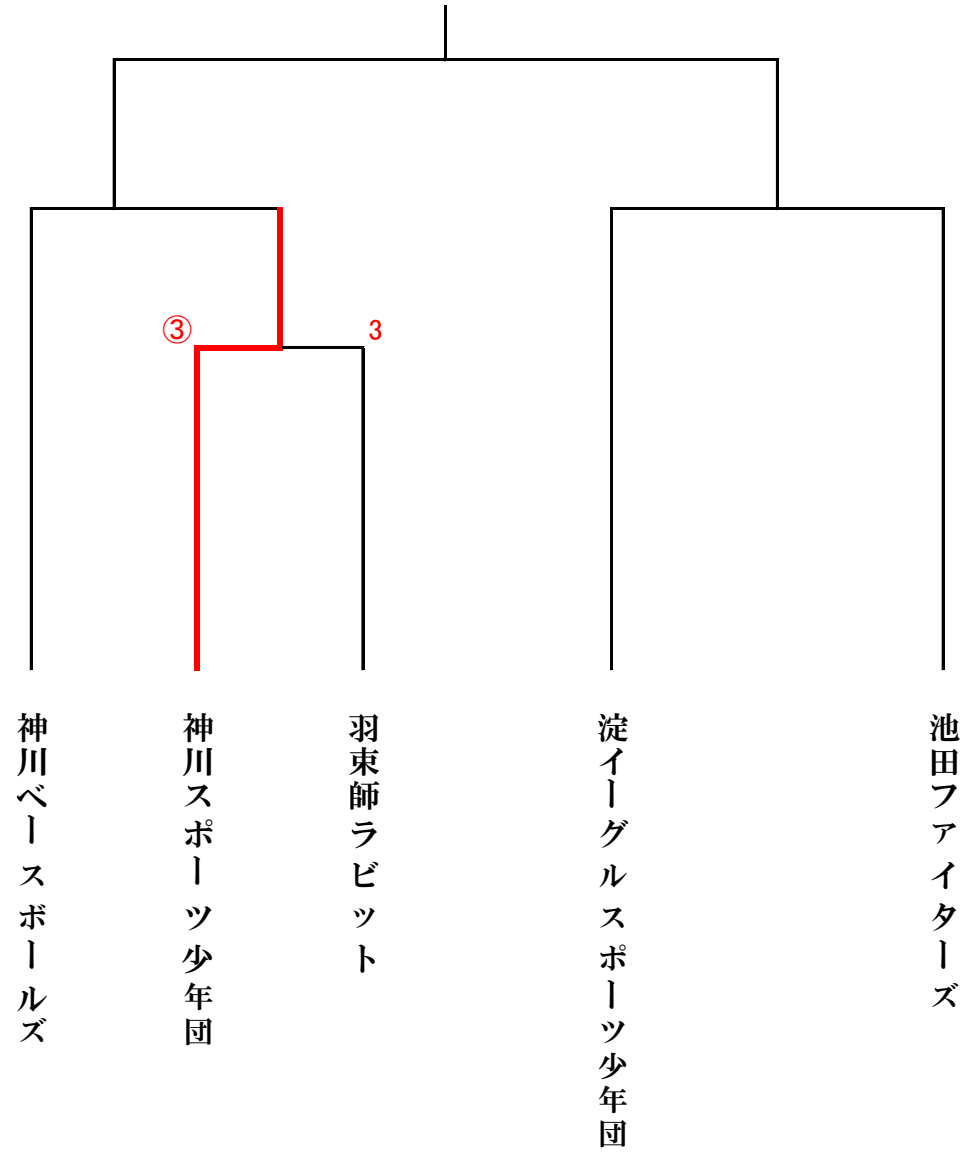 ③
3
神川ベースボールズ
神川スポーツ少年団
羽束師ラビット
淀イーグルスポーツ少年団
池田ファイターズ